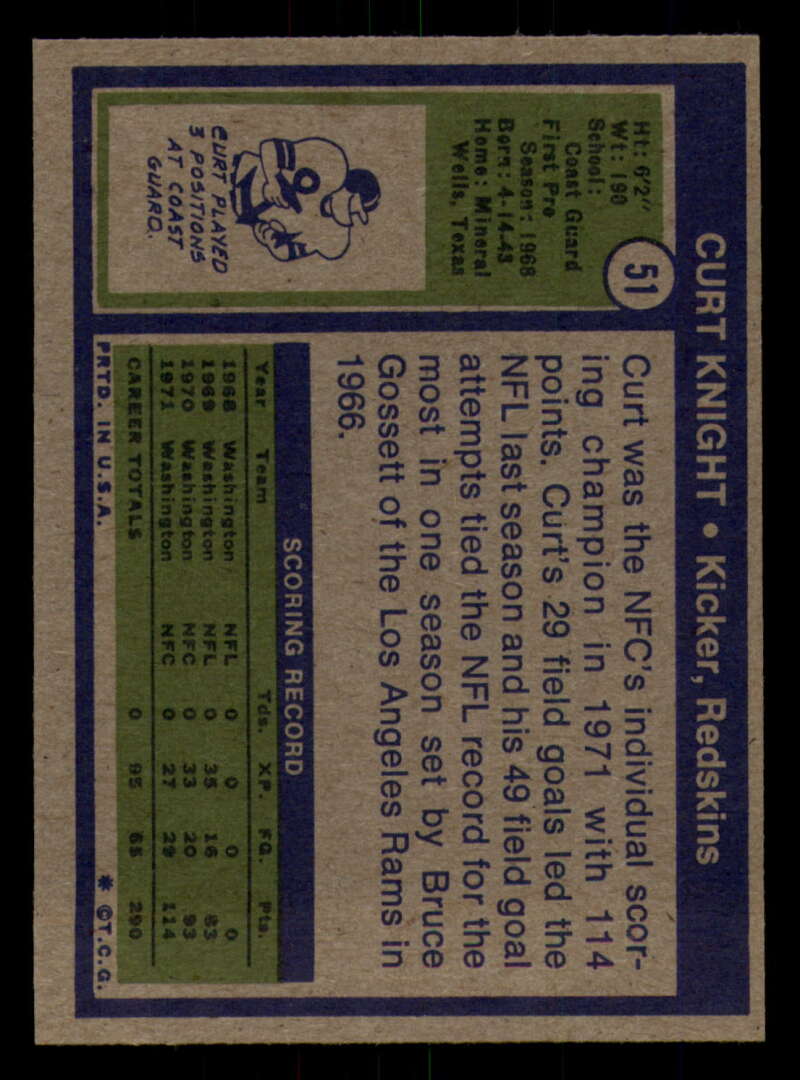 CURT KNIGHT • Kicker, Redskins
51
Ht: 6'2"
Wt: 190
School:
Coast Guard
First Pro
Season: 1968
Born: 4-14-43
Home: Mineral
Wells, Texas
CURT PLAYED
3 POSITIONS
AT COAST
GUARD.
Curt was the NFC's individual scor-
ing champion in 1971 with 114
points. Curt's 29 field goals led the
NFL last season and his 49 field goal
attempts tied the NFL record for the
most in one season set by Bruce
Gossett of the Los Angeles Rams in
1966.
SCORING RECORD
Year Team Tds. XP. FG. Pts.
1968 Washington NFL 0 0 0 0
1969 Washington NFL 0 35 16 83
1970 Washington NFC 0 33 20 93
1971 Washington NFC 0 27 29 114
CAREER TOTALS 0 95 65 290
PRTD. IN U.S.A.
* ©T.C.G.